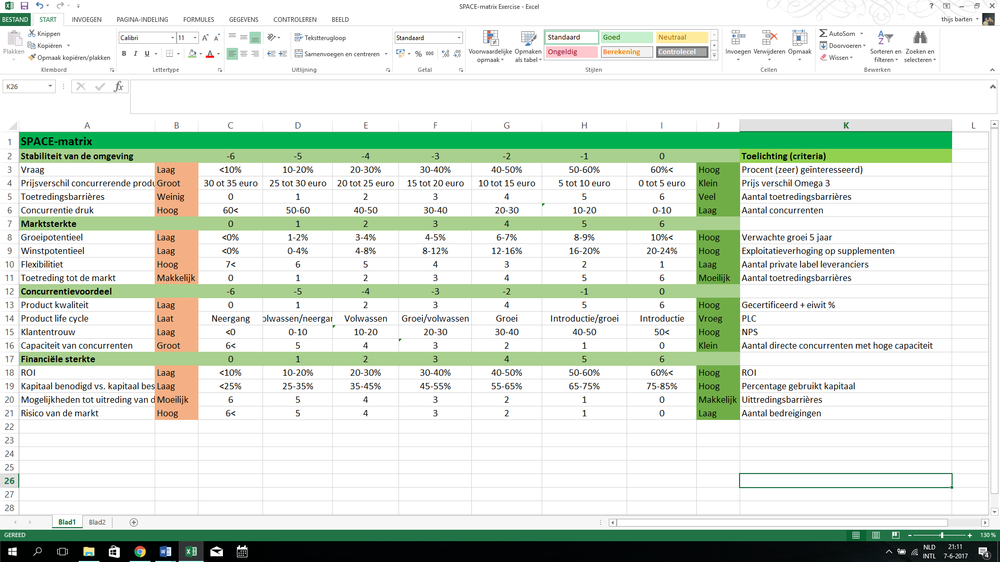 SPACE-matrix Exercise - Excel
BESTAND START INVOEGEN PAGINA-INDELING FORMULES GEGEVENS CONTROLEREN BEELD thijs barten
Plakken
Knippen
Kopiëren
Opmaak kopiëren/plakken
Klembord
Calibri 11
B I U
Lettertype
Tekstterugloop
Samenvoegen en centreren
Uitlijning
Standaard
% 000
Getal
Voorwaardelijke opmaak
Opmaken als tabel
Standaard Goed Neutraal
Ongeldig Berekening Controlecel
Stijlen
Invoegen Verwijderen Opmaak
Cellen
AutoSom
Doorvoeren
Wissen
Sorteren en filteren
Zoeken en selecteren
Bewerken
K26 fx
A B C D E F G H I J K L
1 SPACE-matrix
2 Stabiliteit van de omgeving -6 -5 -4 -3 -2 -1 0 Toelichting (criteria)
3 Vraag Laag <10% 10-20% 20-30% 30-40% 40-50% 50-60% 60%< Hoog Procent (zeer) geïnteresseerd)
4 Prijsverschil concurrerende produ Groot 30 ot 35 euro 25 tot 30 euro 20 tot 25 euro 15 tot 20 euro 10 tot 15 euro 5 tot 10 euro 0 tot 5 euro Klein Prijs verschil Omega 3
5 Toetredingsbarrières Weinig 0 1 2 3 4 5 6 Veel Aantal toetredingsbarrières
6 Concurrentie druk Hoog 60< 50-60 40-50 30-40 20-30 10-20 0-10 Laag Aantal concurrenten
7 Marktsterkte 0 1 2 3 4 5 6
8 Groeipotentieel Laag <0% 1-2% 3-4% 4-5% 6-7% 8-9% 10%< Hoog Verwachte groei 5 jaar
9 Winstpotentieel Laag <0% 0-4% 4-8% 8-12% 12-16% 16-20% 20-24% Hoog Exploitatieverhoging op supplementen
10 Flexibilitiet Hoog 7< 6 5 4 3 2 1 Laag Aantal private label leveranciers
11 Toetreding tot de markt Makkelijk 0 1 2 3 4 5 6 Moeilijk Aantal toetredingsbarrières
12 Concurrentievoordeel -6 -5 -4 -3 -2 -1 0
13 Product kwaliteit Laag 0 1 2 3 4 5 6 Hoog Gecertificeerd + eiwit %
14 Product life cycle Laat Neergang olwassen/neergan Volwassen Groei/volwassen Groei Introductie/groei Introductie Vroeg PLC
15 Klantentrouw Laag <0 0-10 10-20 20-30 30-40 40-50 50< Hoog NPS
16 Capaciteit van concurrenten Groot 6< 5 4 3 2 1 0 Klein Aantal directe concurrenten met hoge capaciteit
17 Financiële sterkte 0 1 2 3 4 5 6
18 ROI Laag <10% 10-20% 20-30% 30-40% 40-50% 50-60% 60%< Hoog ROI
19 Kapitaal benodigd vs. kapitaal bes Laag <25% 25-35% 35-45% 45-55% 55-65% 65-75% 75-85% Hoog Percentage gebruikt kapitaal
20 Mogelijkheden tot uitreding van d Moeilijk 6 5 4 3 2 1 0 Makkelijk Uittredingsbarrières
21 Risico van de markt Hoog 6< 5 4 3 2 1 0 Laag Aantal bedreigingen
22
23
24
25
26
27
28
Blad1 Blad2
GEREED 130 %
NLD 21:11
INTL 7-6-2017 4